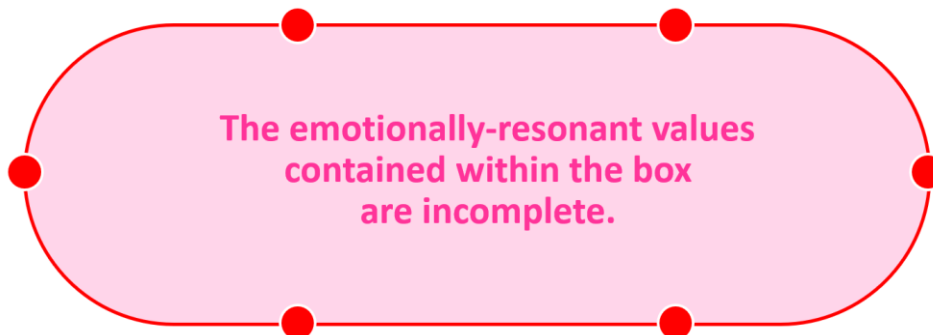 The emotionally-resonant values
contained within the box
are incomplete.